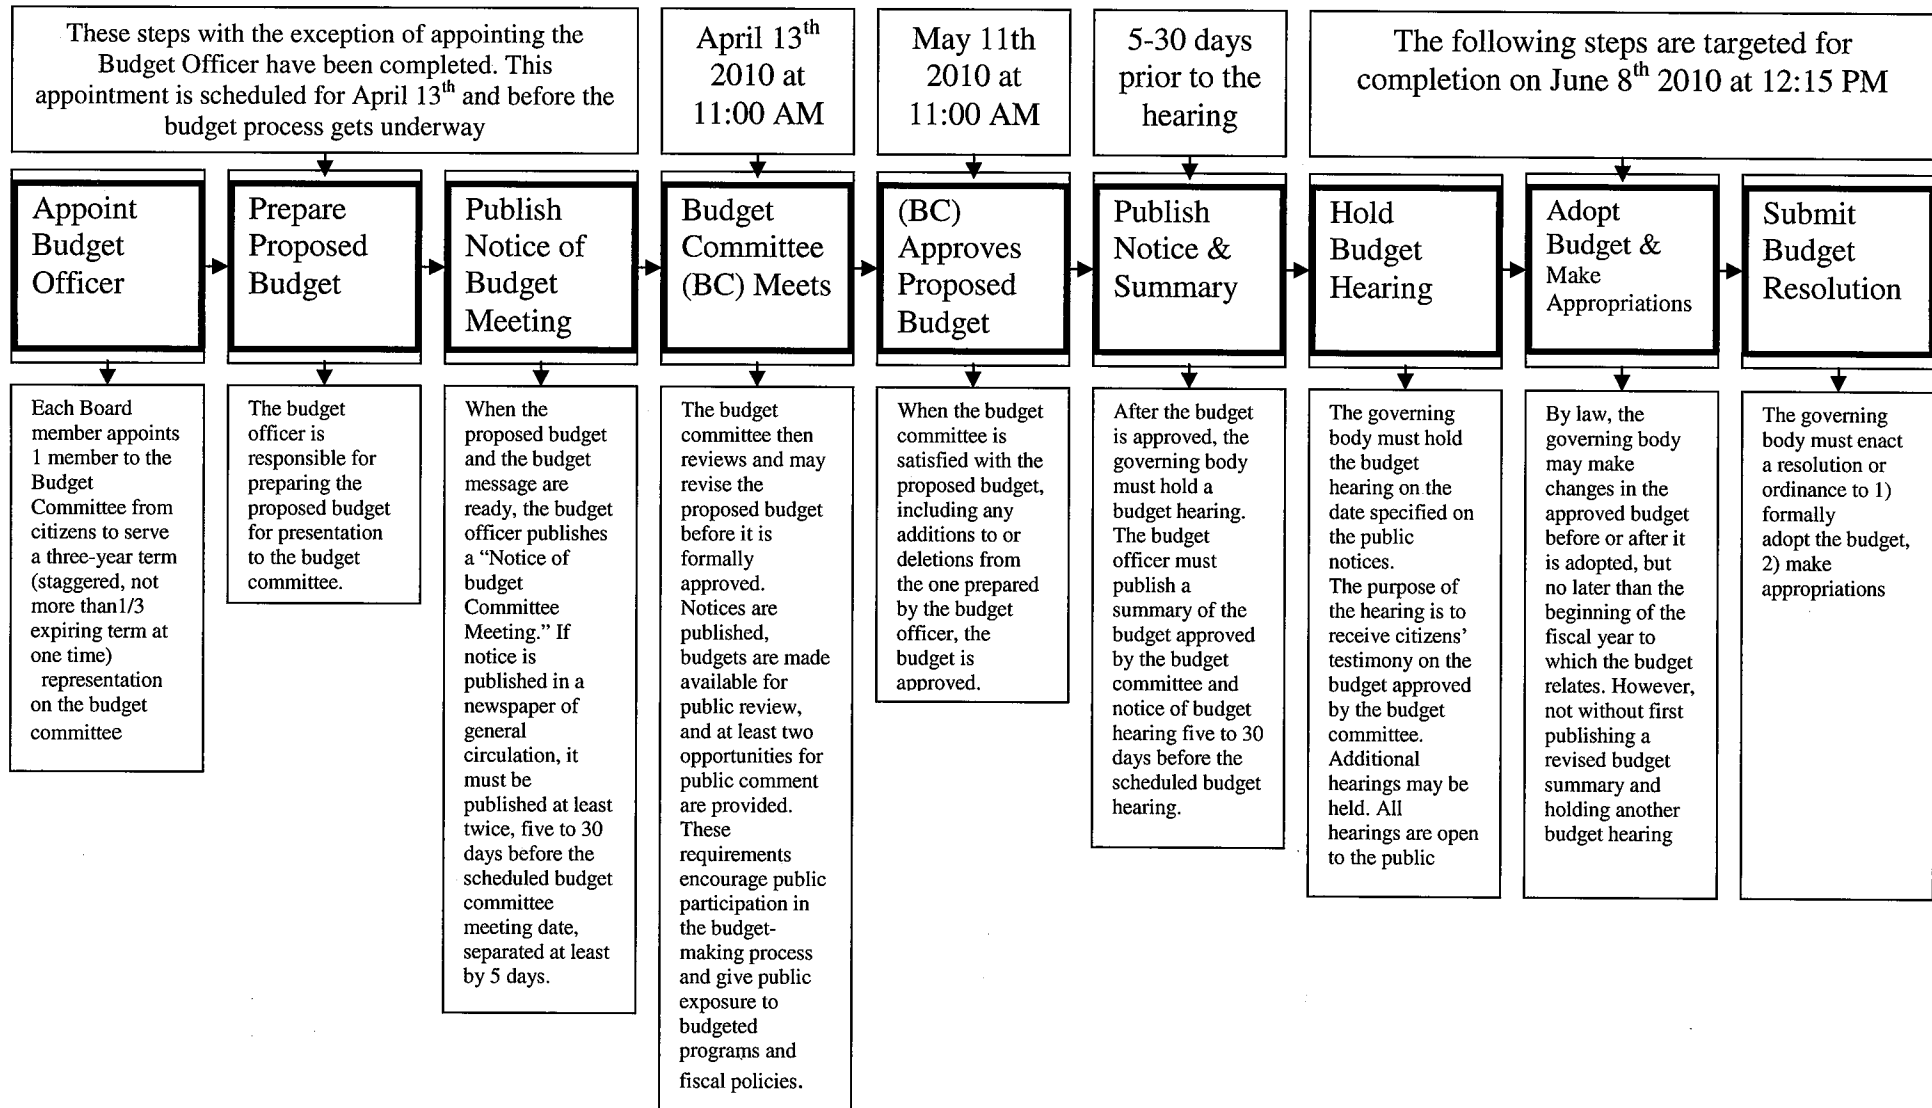 These steps with the exception of appointing the
Budget Officer have been completed. This
appointment is scheduled for April 13th and before the
budget process gets underway
April 13th
2010 at
11:00 AM
May 11th
2010 at
11:00 AM
5-30 days
prior to the
hearing
The following steps are targeted for
completion on June 8th 2010 at 12:15 PM
Appoint
Budget
Officer
Prepare
Proposed
Budget
Publish
Notice of
Budget
Meeting
Budget
Committee
(BC) Meets
(BC)
Approves
Proposed
Budget
Publish
Notice &
Summary
Hold
Budget
Hearing
Adopt
Budget &
Make
Appropriations
Submit
Budget
Resolution
Each Board
member appoints
1 member to the
Budget
Committee from
citizens to serve
a three-year term
(staggered, not
more than1/3
expiring term at
one time)
representation
on the budget
committee
The budget
officer is
responsible for
preparing the
proposed budget
for presentation
to the budget
committee.
When the
proposed budget
and the budget
message are
ready, the budget
officer publishes
a “Notice of
budget
Committee
Meeting.” If
notice is
published in a
newspaper of
general
circulation, it
must be
published at least
twice, five to 30
days before the
scheduled budget
committee
meeting date,
separated at least
by 5 days.
The budget
committee then
reviews and may
revise the
proposed budget
before it is
formally
approved.
Notices are
published,
budgets are made
available for
public review,
and at least two
opportunities for
public comment
are provided.
These
requirements
encourage public
participation in
the budget-
making process
and give public
exposure to
budgeted
programs and
fiscal policies.
When the budget
committee is
satisfied with the
proposed budget,
including any
additions to or
deletions from
the one prepared
by the budget
officer, the
budget is
approved.
After the budget
is approved, the
governing body
must hold a
budget hearing.
The budget
officer must
publish a
summary of the
budget approved
by the budget
committee and
notice of budget
hearing five to 30
days before the
scheduled budget
hearing.
The governing
body must hold
the budget
hearing on the
date specified on
the public
notices.
The purpose of
the hearing is to
receive citizens’
testimony on the
budget approved
by the budget
committee.
Additional
hearings may be
held. All
hearings are open
to the public
By law, the
governing body
may make
changes in the
approved budget
before or after it
is adopted, but
no later than the
beginning of the
fiscal year to
which the budget
relates. However,
not without first
publishing a
revised budget
summary and
holding another
budget hearing
The governing
body must enact
a resolution or
ordinance to 1)
formally
adopt the budget,
2) make
appropriations